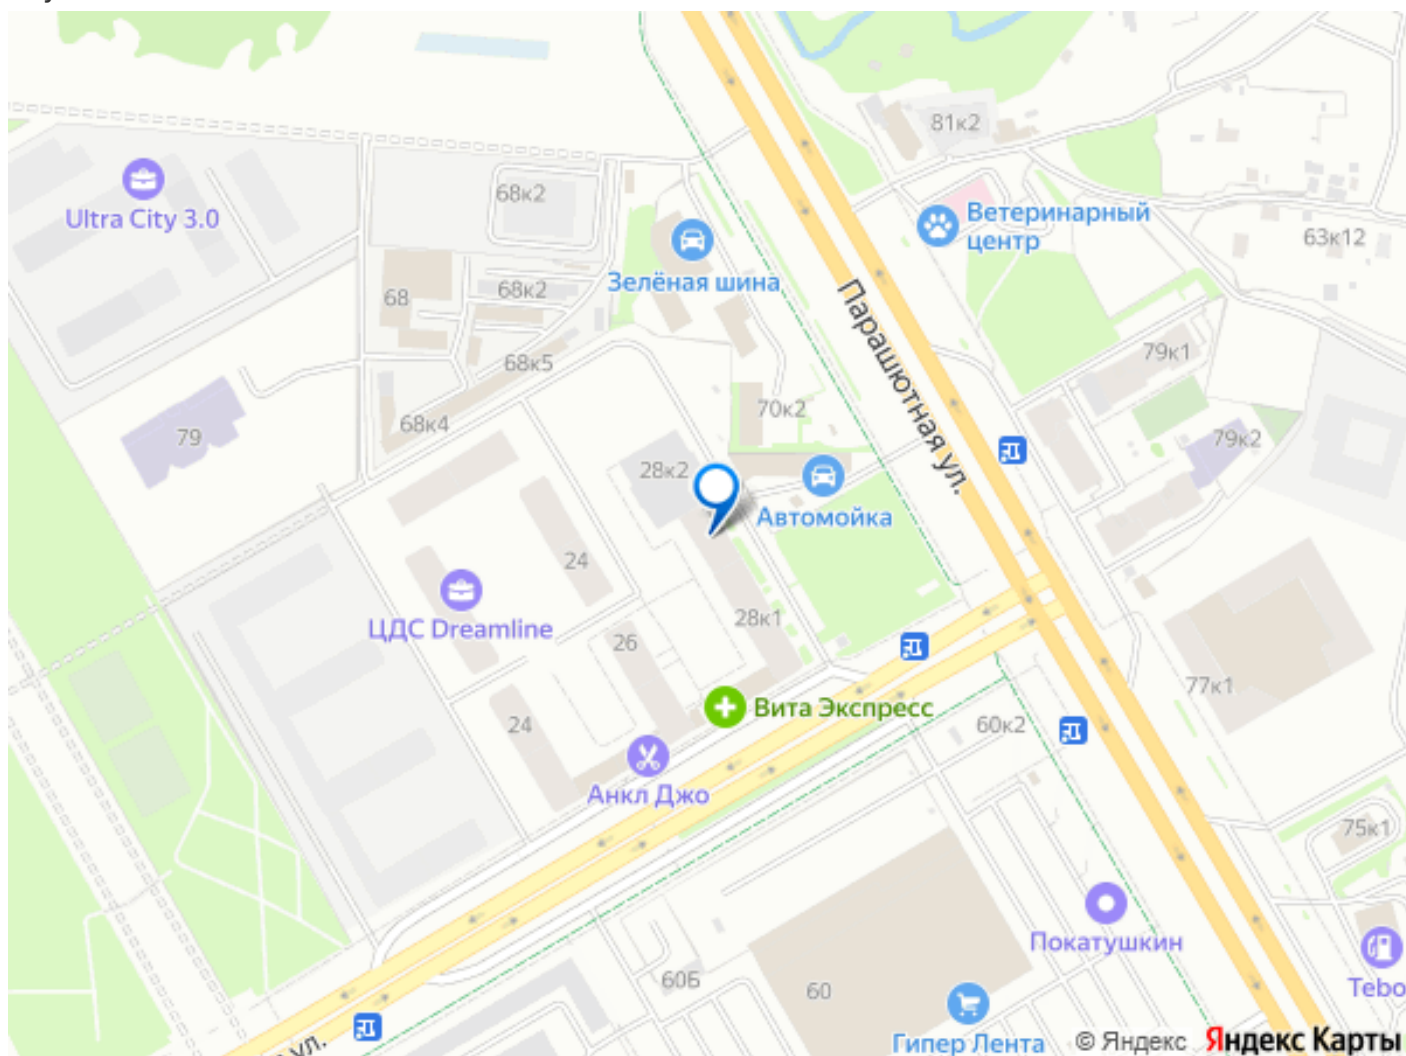 81к2
Ultra City 3.0
68к2
Ветеринарный
центр
63к12
Зелёная шина
68
68к2
Парашютная ул.
79к1
68к5
70к2
68к4
79
79к2
28к2
Автомойка
24
ЦДС Dreamline
28к1
26
77к1
Вита Экспресс
24
60к2
Анкл Джо
75к1
Покатушкин
60Б
60
Tebo
ул.
Гипер Лента
© Яндекс
Яндекс Карты